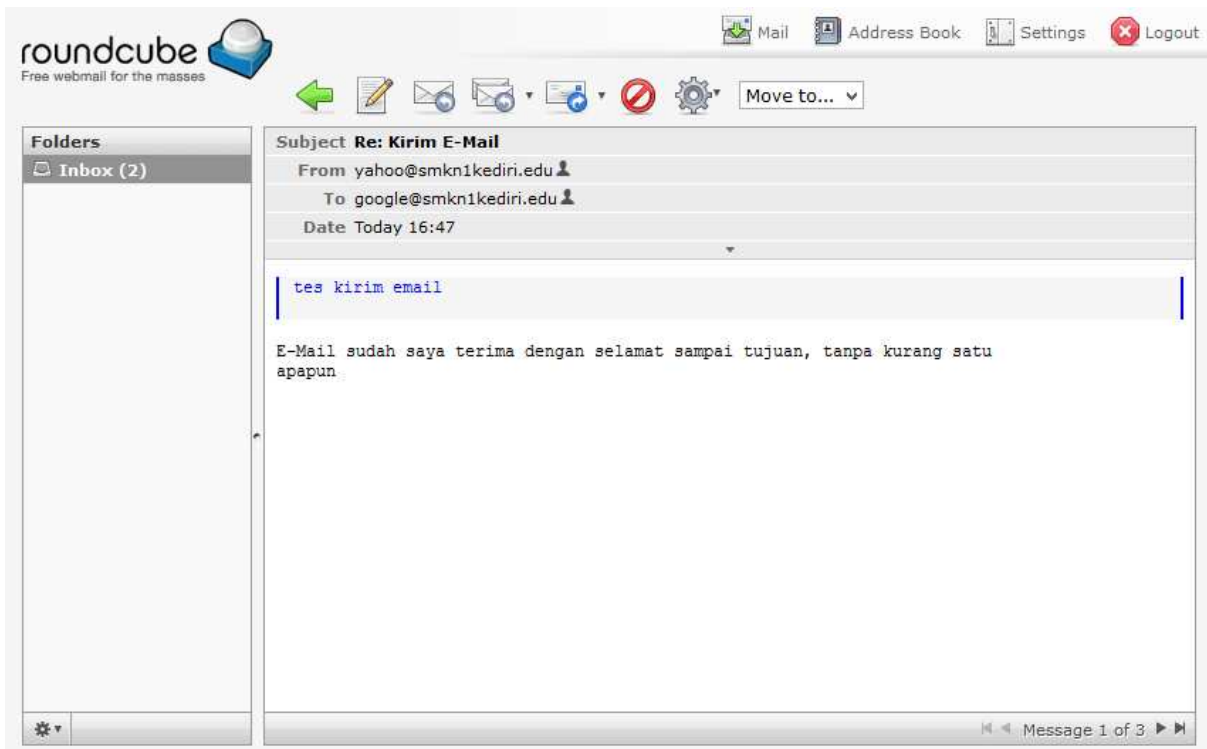 roundcube
Free webmail for the masses
Mail Address Book Settings Logout
Move to...
Folders
Inbox (2)
Subject Re: Kirim E-Mail
From yahoo@smkn1kediri.edu
To google@smkn1kediri.edu
Date Today 16:47
tes kirim email
E-Mail sudah saya terima dengan selamat sampai tujuan, tanpa kurang satu
apapun
Message 1 of 3